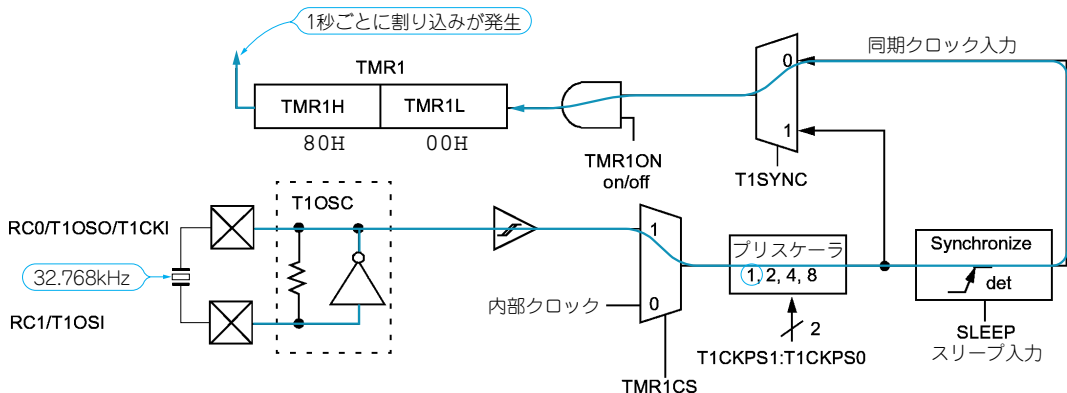 1秒ごとに割り込みが発生
TMR1
TMR1H
TMR1L
80H
00H
TMR1ON
on/off
0
1
T1SYNC
同期クロック入力
T1OSC
RC0/T1OSO/T1CKI
32.768kHz
RC1/T1OSI
1
0
内部クロック
TMR1CS
プリスケーラ
1, 2, 4, 8
2
T1CKPS1:T1CKPS0
Synchronize
det
SLEEP
スリープ入力